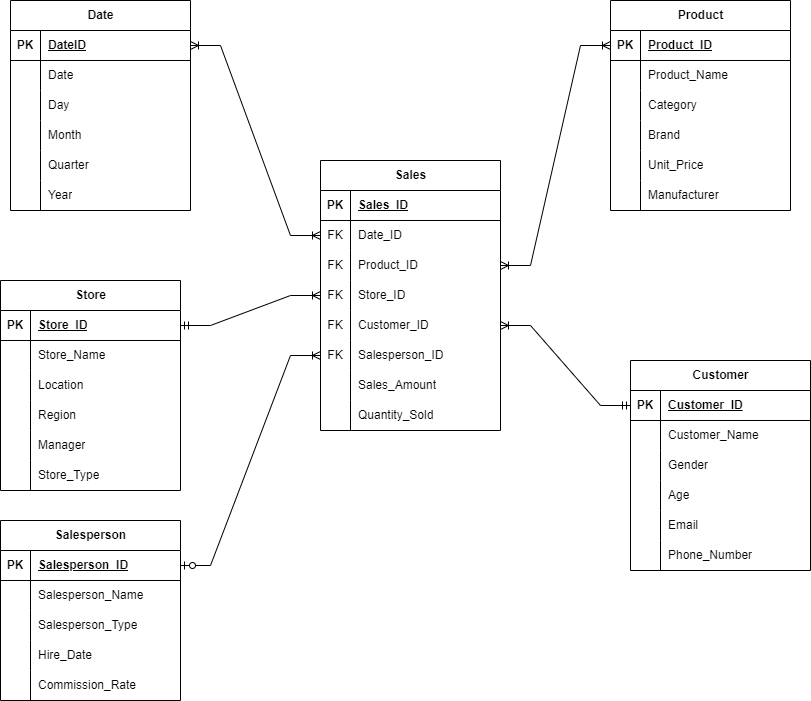 Date
PK DateID
Date
Day
Month
Quarter
Year
Product
PK Product_ID
Product_Name
Category
Brand
Unit_Price
Manufacturer
Sales
PK Sales_ID
FK Date_ID
FK Product_ID
FK Store_ID
FK Customer_ID
FK Salesperson_ID
Sales_Amount
Quantity_Sold
Store
PK Store_ID
Store_Name
Location
Region
Manager
Store_Type
Customer
PK Customer_ID
Customer_Name
Gender
Age
Email
Phone_Number
Salesperson
PK Salesperson_ID
Salesperson_Name
Salesperson_Type
Hire_Date
Commission_Rate